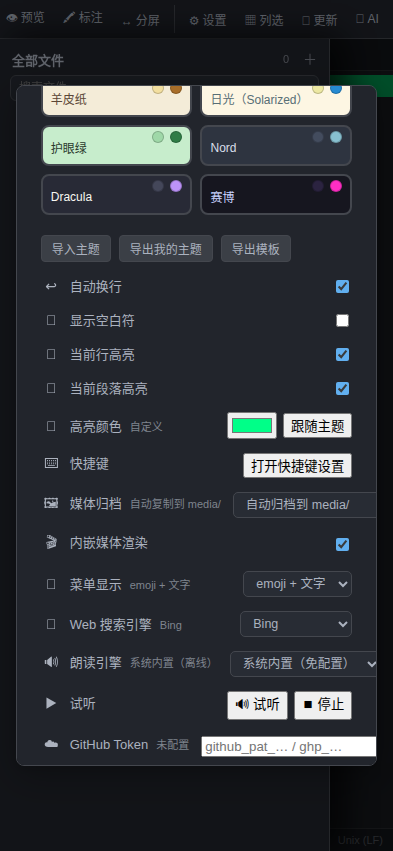 👁 预览 🖌 标注 ↔ 分屏 ⚙ 设置 ▦ 列选 更新 AI
全部文件 0 +
搜索文件
羊皮纸 日光（Solarized）
护眼绿 Nord
Dracula 赛博
导入主题 导出我的主题 导出模板
↩ 自动换行
显示空白符
当前行高亮
当前段落高亮
高亮颜色 自定义 跟随主题
快捷键 打开快捷键设置
媒体归档 自动复制到 media/ 自动归档到 media/
内嵌媒体渲染
菜单显示 emoji + 文字 emoji + 文字
Web 搜索引擎 Bing Bing
朗读引擎 系统内置（离线） 系统内置（免配置）
▶ 试听 🔊 试听 ■ 停止
GitHub Token 未配置 github_pat_… / ghp_…
Unix (LF)